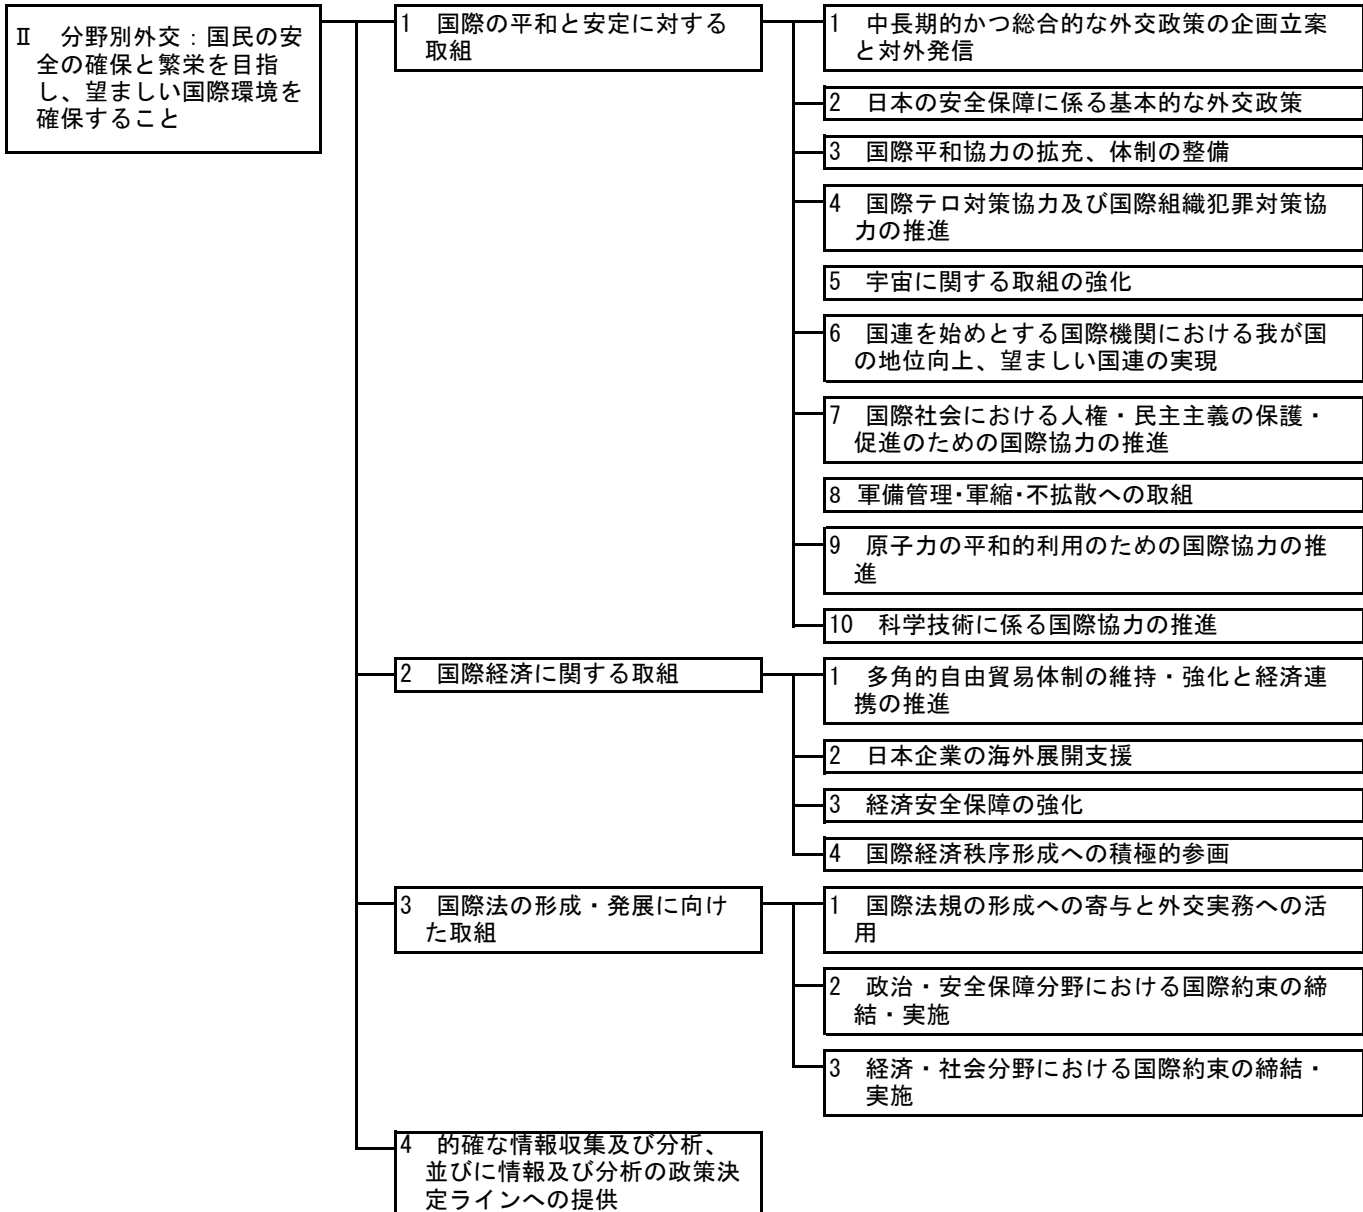 Ⅱ　分野別外交：国民の安
全の確保と繁栄を目指
し、望ましい国際環境を
確保すること
1　国際の平和と安定に対する
取組
1　中長期的かつ総合的な外交政策の企画立案
と対外発信
2　日本の安全保障に係る基本的な外交政策
3　国際平和協力の拡充、体制の整備
4　国際テロ対策協力及び国際組織犯罪対策協
力の推進
5　宇宙に関する取組の強化
6　国連を始めとする国際機関における我が国
の地位向上、望ましい国連の実現
7　国際社会における人権・民主主義の保護・
促進のための国際協力の推進
8 軍備管理･軍縮･不拡散への取組
9　原子力の平和的利用のための国際協力の推
進
10　科学技術に係る国際協力の推進
2　国際経済に関する取組
1　多角的自由貿易体制の維持・強化と経済連
携の推進
2　日本企業の海外展開支援
3　経済安全保障の強化
4　国際経済秩序形成への積極的参画
3　国際法の形成・発展に向け
た取組
1　国際法規の形成への寄与と外交実務への活
用
2　政治・安全保障分野における国際約束の締
結・実施
3　経済・社会分野における国際約束の締結・
実施
4　的確な情報収集及び分析、
並びに情報及び分析の政策決
定ラインへの提供